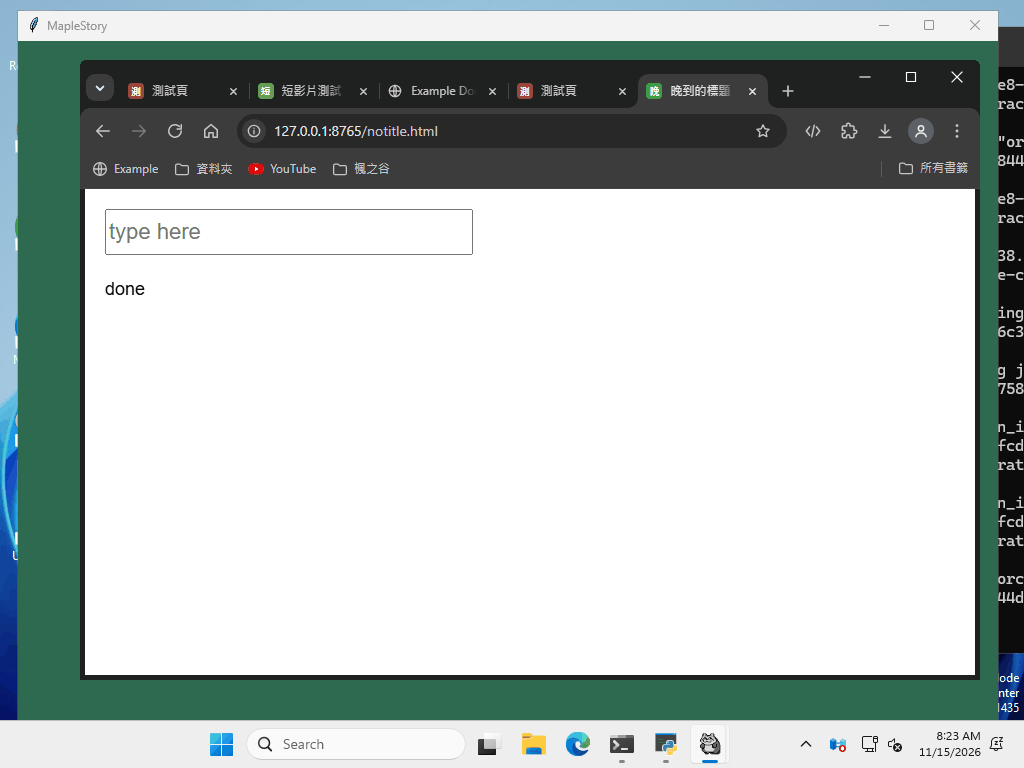 MapleStory
測試頁
短影片測試
Example Do
測試頁
晚到的標題
127.0.0.1:8765/notitle.html
Example
資料夾
YouTube
楓之谷
所有書籤
type here
done
Search
8:23 AM
11/15/2026